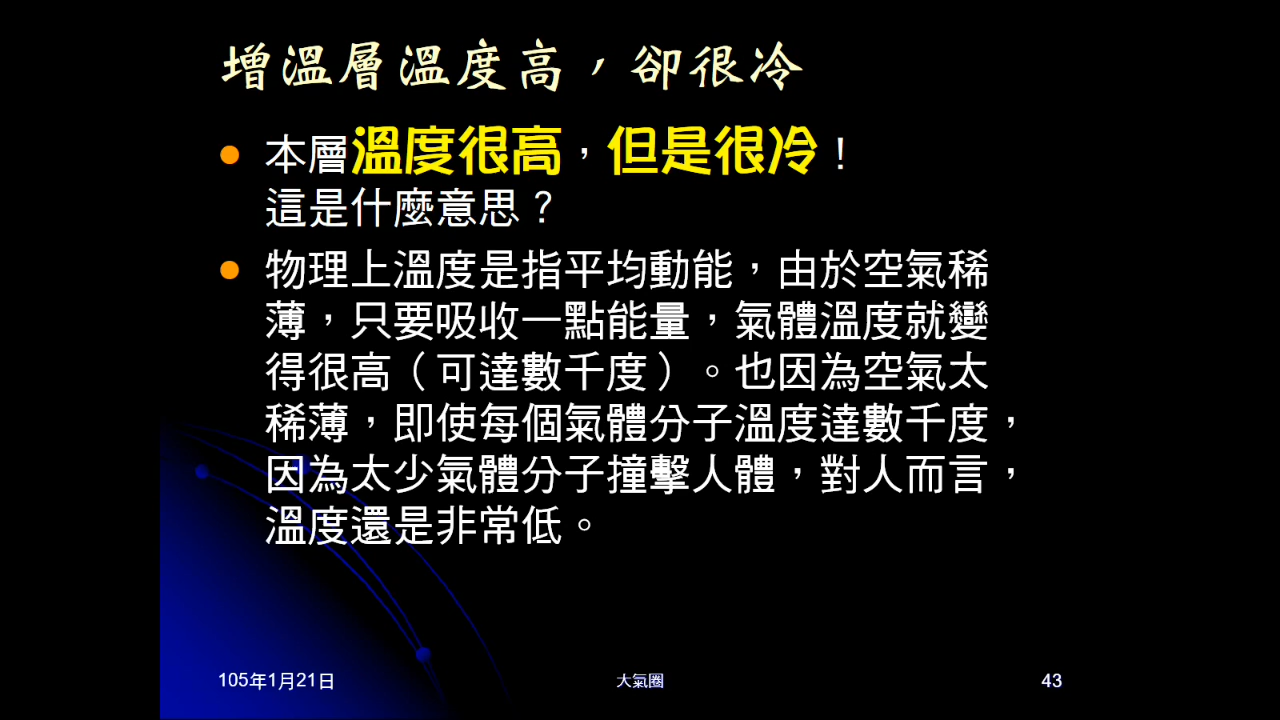 增溫層溫度高，卻很冷
本層溫度很高，但是很冷！
這是什麼意思？
物理上溫度是指平均動能，由於空氣稀
薄，只要吸收一點能量，氣體溫度就變
得很高（可達數千度）。也因為空氣太
稀薄，即使每個氣體分子溫度達數千度，
因為太少氣體分子撞擊人體，對人而言，
溫度還是非常低。
105年1月21日
大氣圈
43